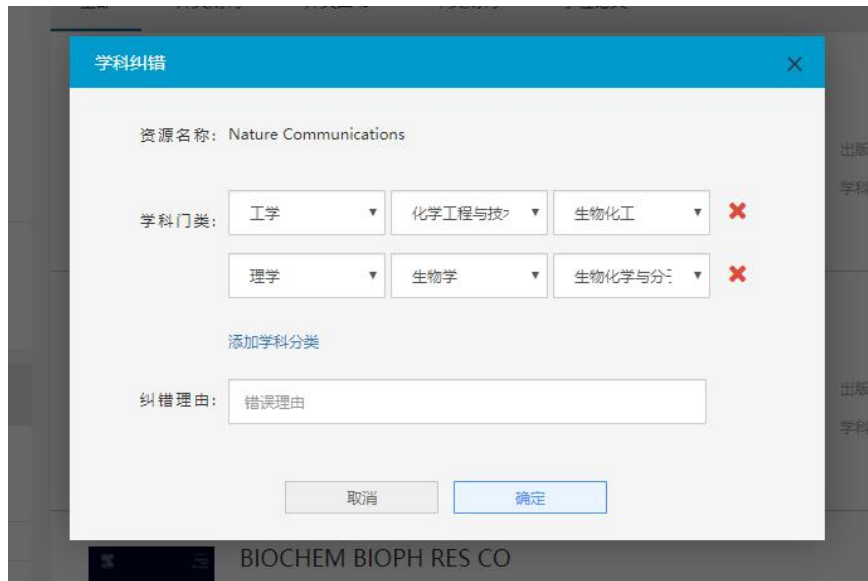 学科纠错
资源名称: Nature Communications
出版
学科
学科门类: 工学 化学工程与技 生物化工
理学 生物学 生物化学与分子
添加学科分类
出版
纠错理由: 错误理由
学科
取消 确定
BIOCHEM BIOPH RES CO